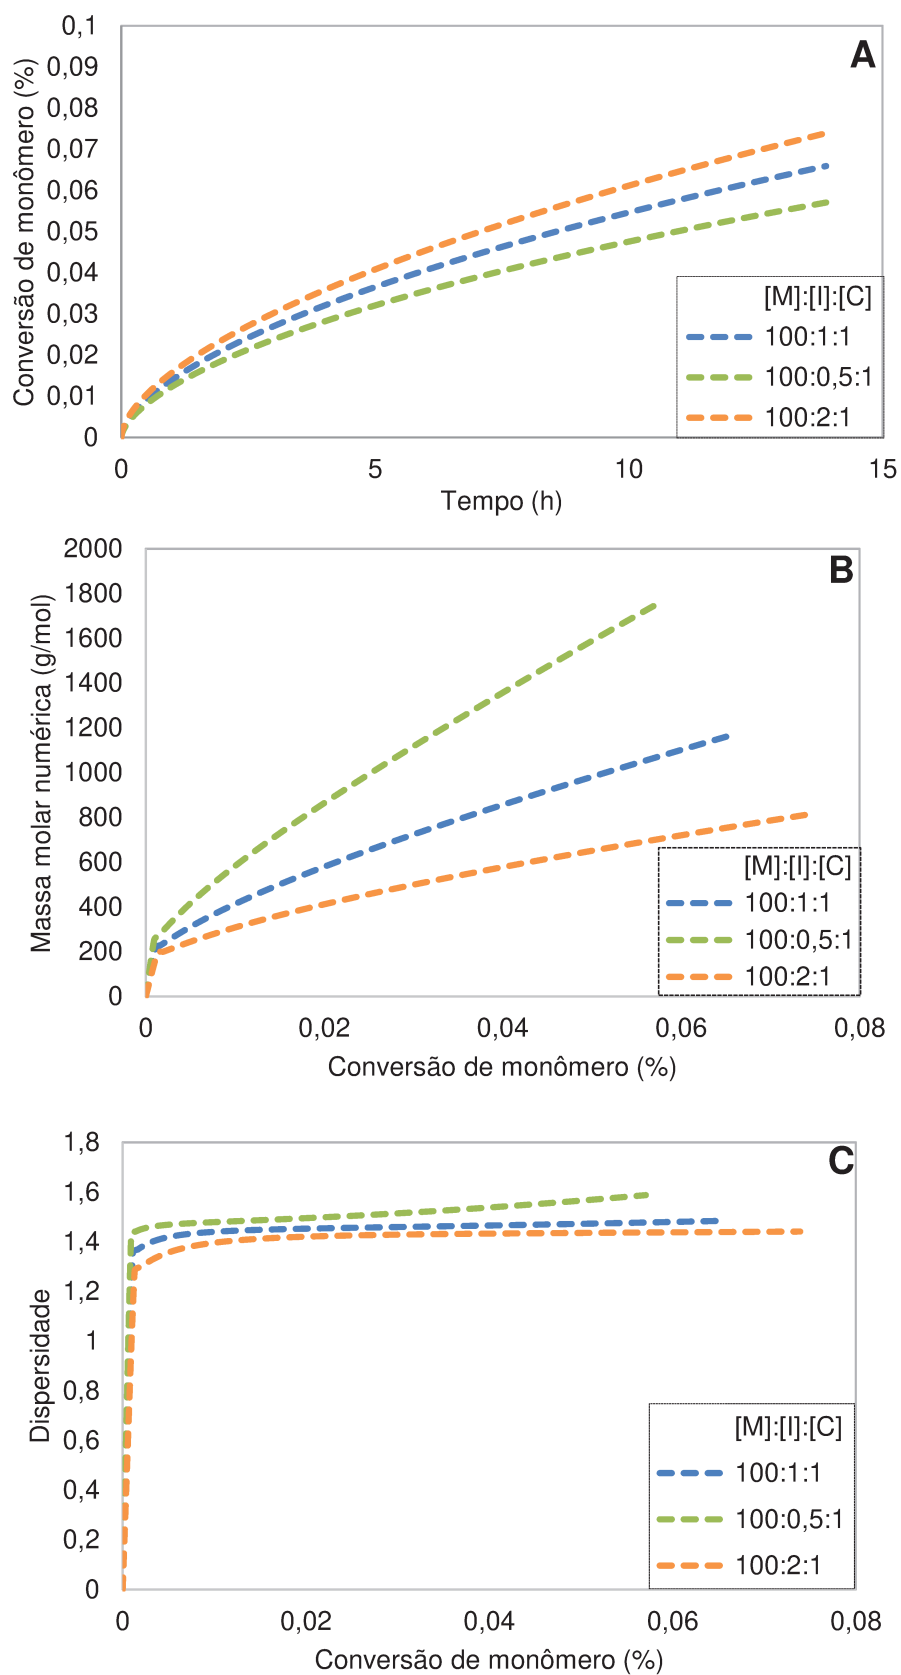 A
Conversão de monômero (%)
0,1
0,09
0,08
0,07
0,06
0,05
0,04
0,03
0,02
0,01
0
[M]:[I]:[C]
100:1:1
100:0,5:1
100:2:1
0 5 10 15
Tempo (h)
B
Massa molar numérica (g/mol)
2000
1800
1600
1400
1200
1000
800
600
400
200
0
[M]:[I]:[C]
100:1:1
100:0,5:1
100:2:1
0 0,02 0,04 0,06 0,08
Conversão de monômero (%)
C
Dispersidade
1,8
1,6
1,4
1,2
1
0,8
0,6
0,4
0,2
0
[M]:[I]:[C]
100:1:1
100:0,5:1
100:2:1
0 0,02 0,04 0,06 0,08
Conversão de monômero (%)